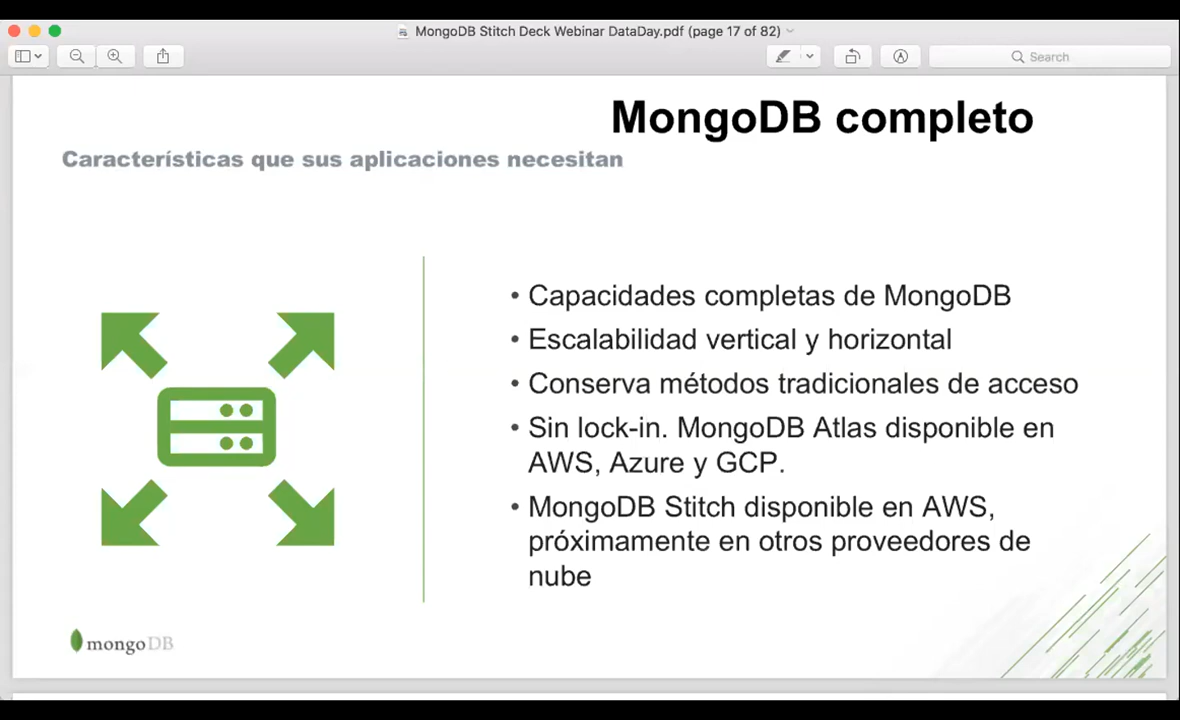 MongoDB Stitch Deck Webinar DataDay.pdf (page 17 of 82)
Search
MongoDB completo
Características que sus aplicaciones necesitan
• Capacidades completas de MongoDB
• Escalabilidad vertical y horizontal
• Conserva métodos tradicionales de acceso
• Sin lock-in. MongoDB Atlas disponible en
AWS, Azure y GCP.
• MongoDB Stitch disponible en AWS,
próximamente en otros proveedores de
nube
mongoDB